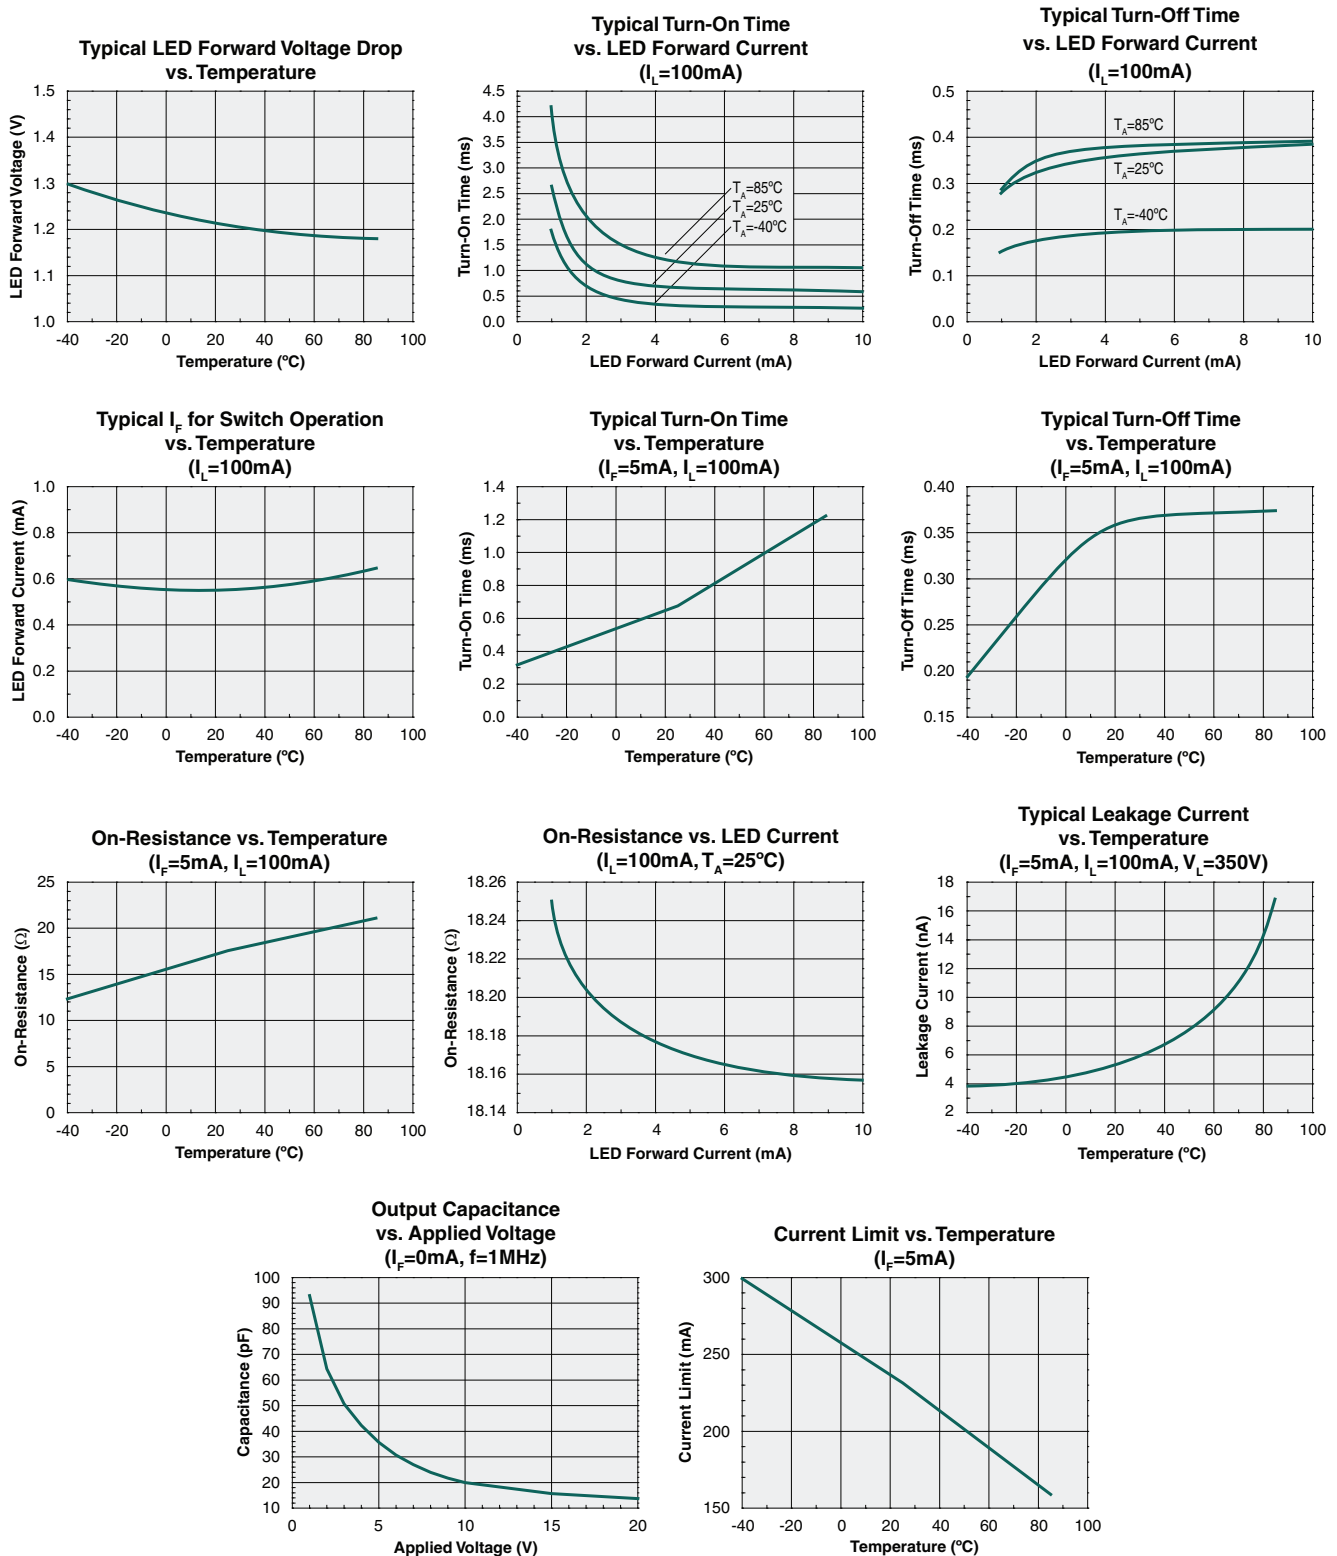 Typical LED Forward Voltage Drop
vs. Temperature
LED Forward Voltage (V)
1.5
1.4
1.3
1.2
1.1
1.0
-40 -20 0 20 40 60 80 100
Temperature (ºC)
Typical Turn-On Time
vs. LED Forward Current
(IL=100mA)
Turn-On Time (ms)
4.5
4.0
3.5
3.0
2.5
2.0
1.5
1.0
0.5
0.0
TA=85ºC
TA=25ºC
TA=-40ºC
0 2 4 6 8 10
LED Forward Current (mA)
Typical Turn-Off Time
vs. LED Forward Current
(IL=100mA)
Turn-Off Time (ms)
0.5
0.4
0.3
0.2
0.1
0.0
TA=85ºC
TA=25ºC
TA=-40ºC
0 2 4 6 8 10
LED Forward Current (mA)
Typical IF for Switch Operation
vs. Temperature
(IL=100mA)
LED Forward Current (mA)
1.0
0.8
0.6
0.4
0.2
0.0
-40 -20 0 20 40 60 80 100
Temperature (ºC)
Typical Turn-On Time
vs. Temperature
(IF=5mA, IL=100mA)
Turn-On Time (ms)
1.4
1.2
1.0
0.8
0.6
0.4
0.2
0.0
-40 -20 0 20 40 60 80 100
Temperature (ºC)
Typical Turn-Off Time
vs. Temperature
(IF=5mA, IL=100mA)
Turn-Off Time (ms)
0.40
0.35
0.30
0.25
0.20
0.15
-40 -20 0 20 40 60 80 100
Temperature (ºC)
On-Resistance vs. Temperature
(IF=5mA, IL=100mA)
On-Resistance (Ω)
25
20
15
10
5
0
-40 -20 0 20 40 60 80 100
Temperature (ºC)
On-Resistance vs. LED Current
(IL=100mA, TA=25ºC)
On-Resistance (Ω)
18.26
18.24
18.22
18.20
18.18
18.16
18.14
0 2 4 6 8 10
LED Forward Current (mA)
Typical Leakage Current
vs. Temperature
(IF=5mA, IL=100mA, VL=350V)
Leakage Current (nA)
18
16
14
12
10
8
6
4
2
-40 -20 0 20 40 60 80 100
Temperature (ºC)
Output Capacitance
vs. Applied Voltage
(IF=0mA, f=1MHz)
Capacitance (pF)
100
90
80
70
60
50
40
30
20
10
0 5 10 15 20
Applied Voltage (V)
Current Limit vs. Temperature
(IF=5mA)
Current Limit (mA)
300
250
200
150
-40 -20 0 20 40 60 80 100
Temperature (ºC)